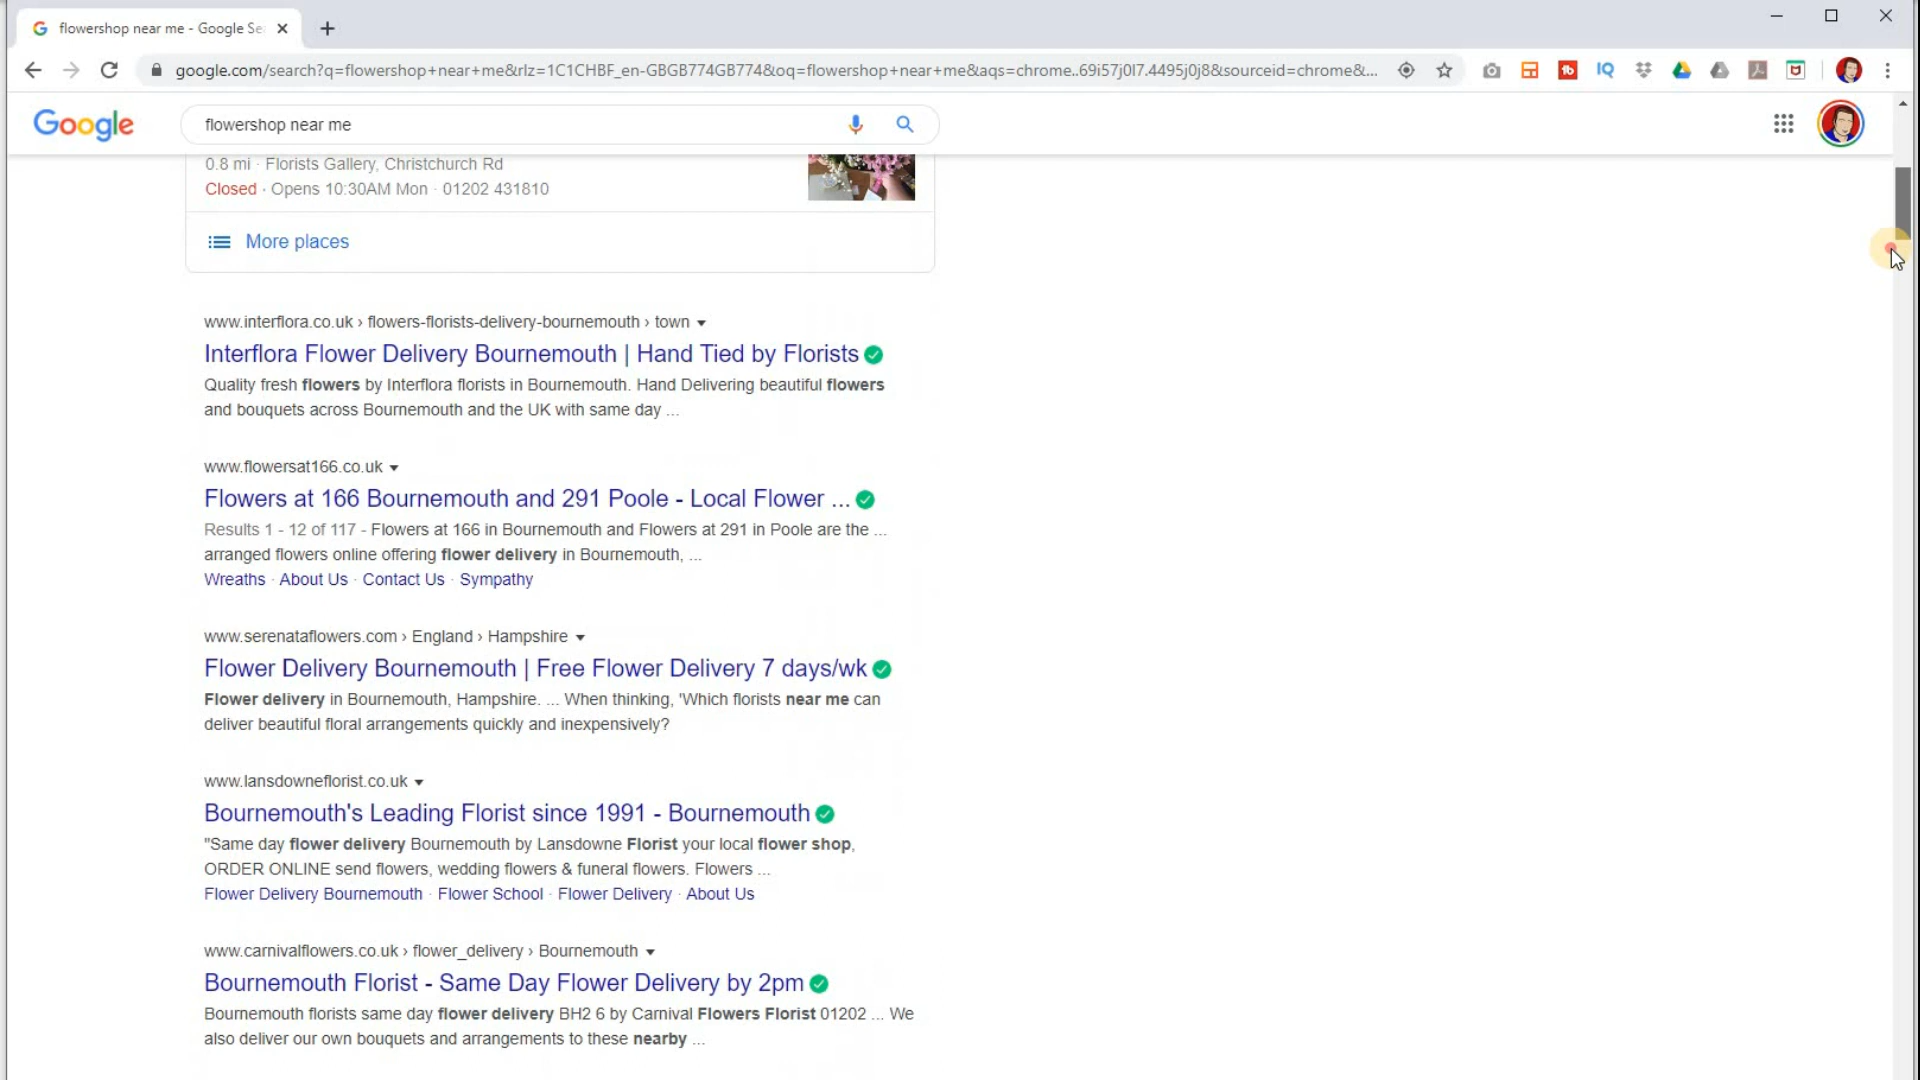 flowershop near me - Google Se
google.com/search?q=flowershop+near+me&rlz=1C1CHBF_en-GBGB774GB774&oq=flowershop+near+me&aqs=chrome..69i57j0l7.4495j0j8&sourceid=chrome&...
Google
flowershop near me
0.8 mi · Florists Gallery, Christchurch Rd
Closed · Opens 10:30AM Mon · 01202 431810
More places
www.interflora.co.uk › flowers-florists-delivery-bournemouth › town
Interflora Flower Delivery Bournemouth | Hand Tied by Florists
Quality fresh flowers by Interflora florists in Bournemouth. Hand Delivering beautiful flowers
and bouquets across Bournemouth and the UK with same day ...
www.flowersat166.co.uk
Flowers at 166 Bournemouth and 291 Poole - Local Flower ...
Results 1 - 12 of 117 - Flowers at 166 in Bournemouth and Flowers at 291 in Poole are the ...
arranged flowers online offering flower delivery in Bournemouth, ...
Wreaths · About Us · Contact Us · Sympathy
www.serenataflowers.com › England › Hampshire
Flower Delivery Bournemouth | Free Flower Delivery 7 days/wk
Flower delivery in Bournemouth, Hampshire. ... When thinking, 'Which florists near me can
deliver beautiful floral arrangements quickly and inexpensively?
www.lansdowneflorist.co.uk
Bournemouth's Leading Florist since 1991 - Bournemouth
"Same day flower delivery Bournemouth by Lansdowne Florist your local flower shop,
ORDER ONLINE send flowers, wedding flowers & funeral flowers. Flowers ...
Flower Delivery Bournemouth · Flower School · Flower Delivery · About Us
www.carnivalflowers.co.uk › flower_delivery › Bournemouth
Bournemouth Florist - Same Day Flower Delivery by 2pm
Bournemouth florists same day flower delivery BH2 6 by Carnival Flowers Florist 01202 ... We
also deliver our own bouquets and arrangements to these nearby ...